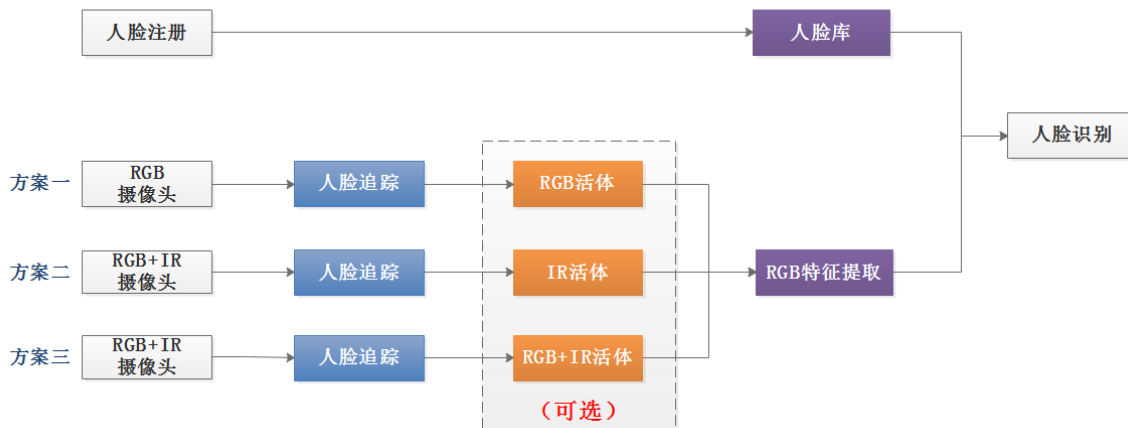 人脸注册
人脸库
人脸识别
方案一
RGB
摄像头
人脸追踪
RGB活体
方案二
RGB+IR
摄像头
人脸追踪
IR活体
RGB特征提取
方案三
RGB+IR
摄像头
人脸追踪
RGB+IR活体
（可选）